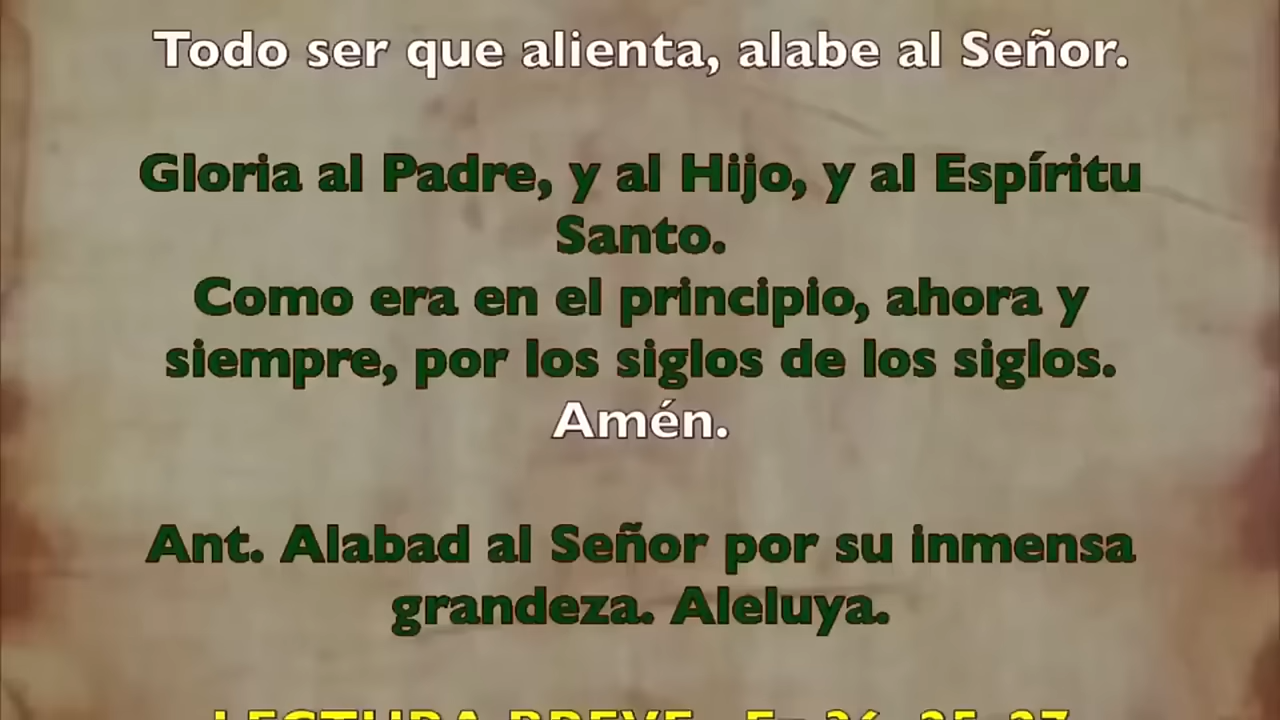 Todo ser que alienta, alabe al Señor.
Gloria al Padre, y al Hijo, y al Espíritu
Santo.
Como era en el principio, ahora y
siempre, por los siglos de los siglos.
Amén.
Ant. Alabad al Señor por su inmensa
grandeza. Aleluya.
LECTURA BREVE